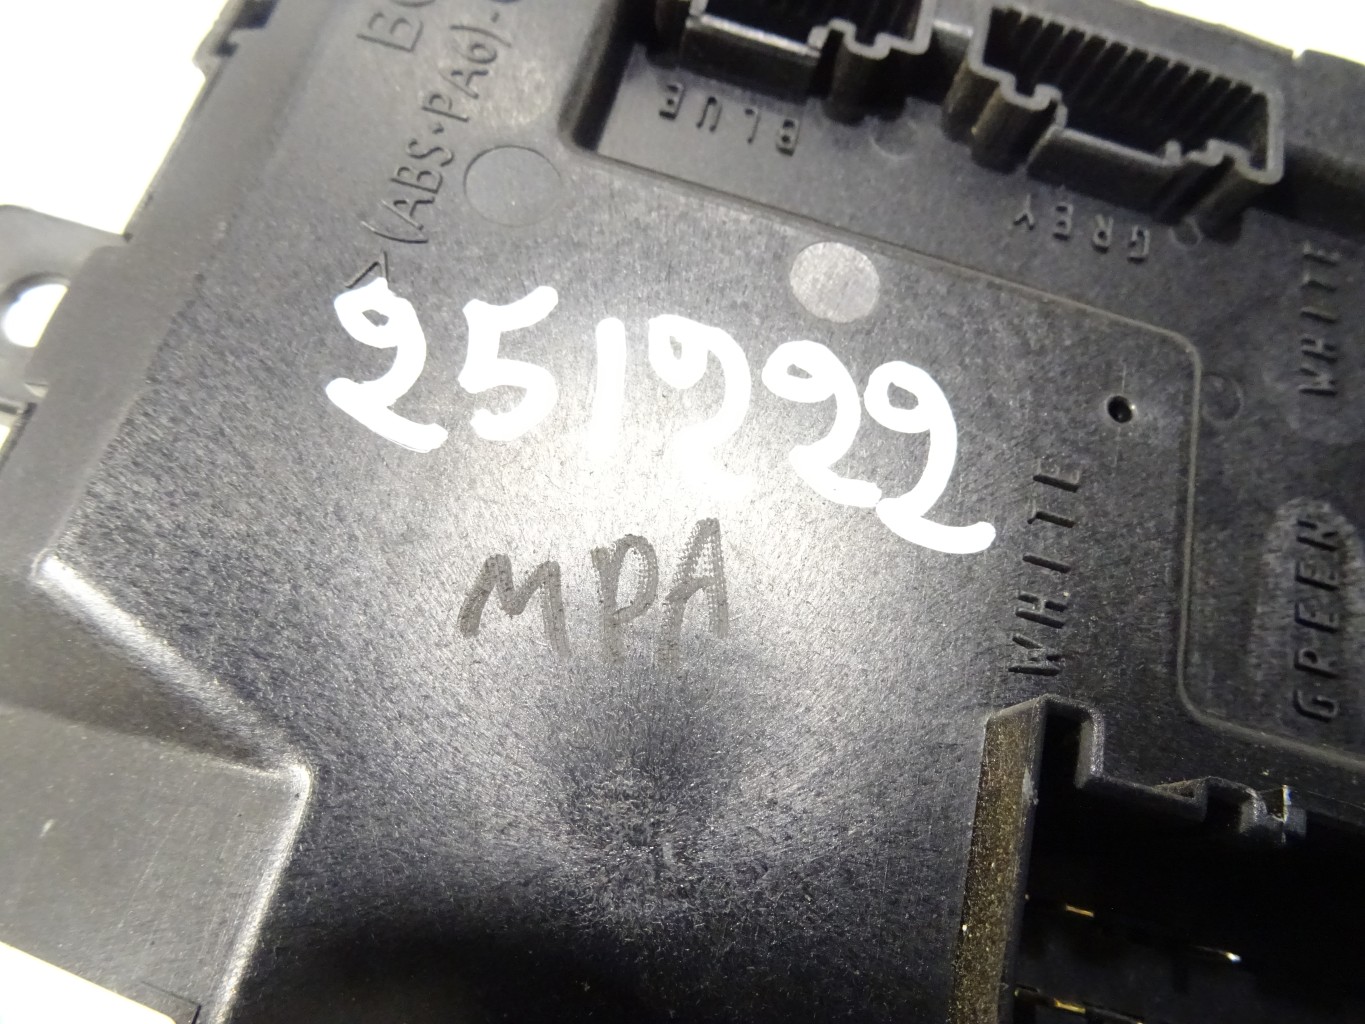 >(ABS+PA6)-
BLUE
GREY
WHITE
251222
MPA
WHITE
GREEN